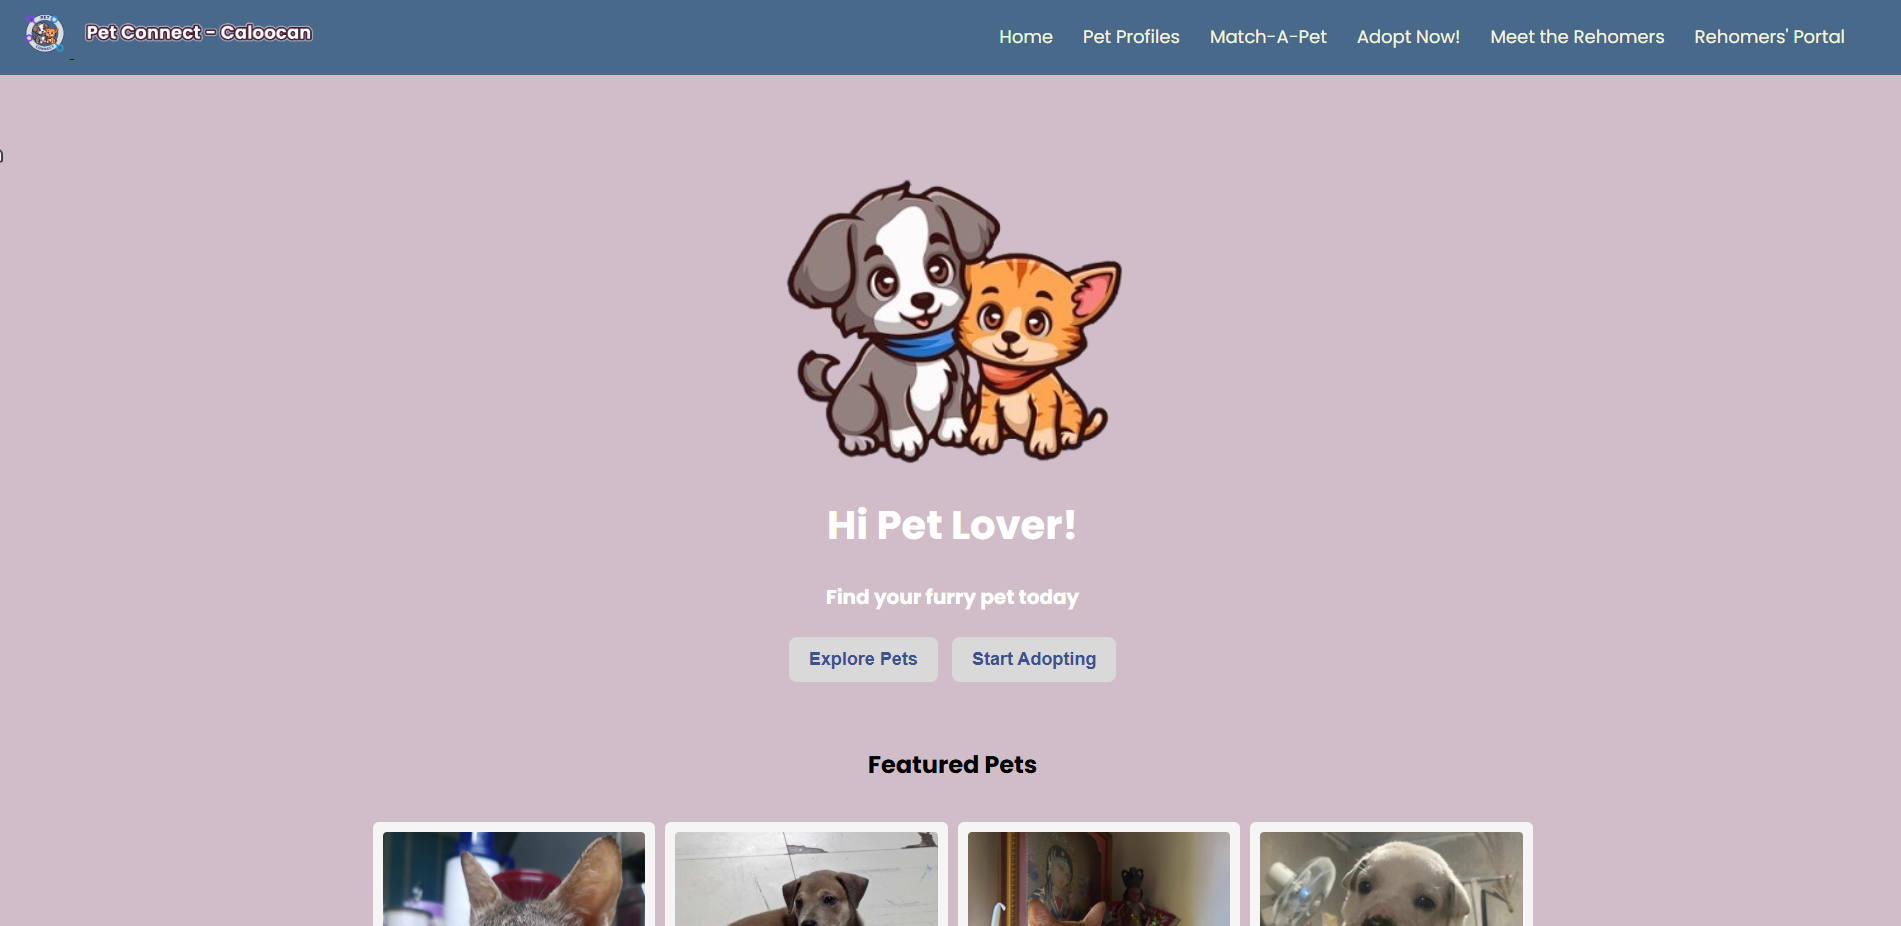 Pet Connect - Caloocan
Home
Pet Profiles
Match-A-Pet
Adopt Now!
Meet the Rehomers
Rehomers' Portal
Hi Pet Lover!
Find your furry pet today
Explore Pets
Start Adopting
Featured Pets